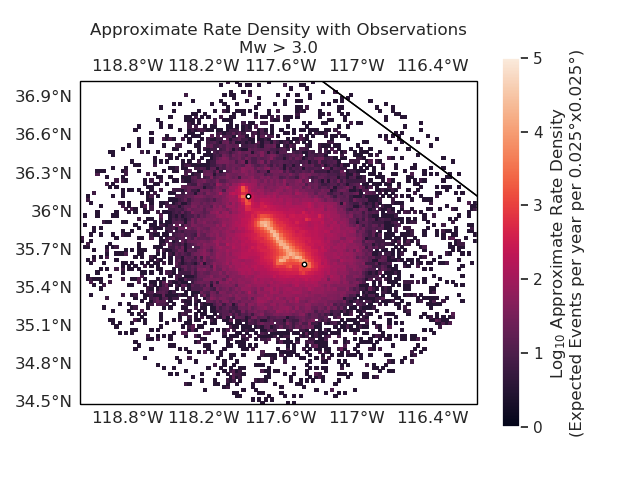 Approximate Rate Density with Observations
Mw > 3.0
118.8°W 118.2°W 117.6°W 117°W 116.4°W
36.9°N
36.6°N
36.3°N
36°N
35.7°N
35.4°N
35.1°N
34.8°N
34.5°N
118.8°W 118.2°W 117.6°W 117°W 116.4°W
5
4
3
2
1
0
Log₁₀ Approximate Rate Density
(Expected Events per year per 0.025°x0.025°)